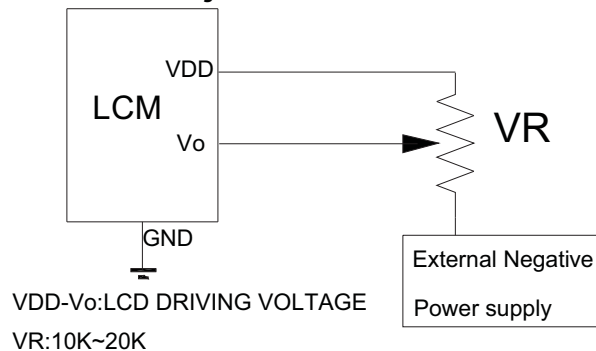 VDD
LCM
Vo
VR
GND
External Negative
Power supply
VDD-Vo:LCD DRIVING VOLTAGE
VR:10K~20K